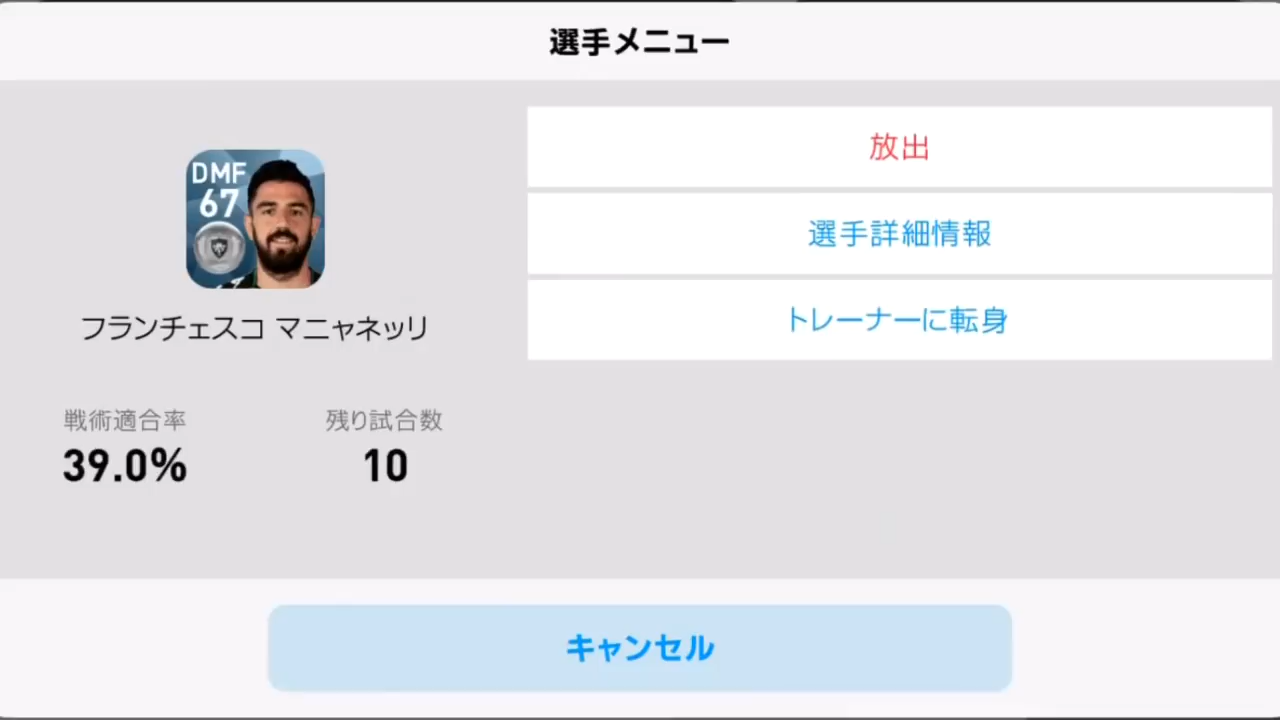 選手メニュー
DMF
67
フランチェスコ マニャネッリ
戦術適合率
残り試合数
39.0%
10
放出
選手詳細情報
トレーナーに転身
キャンセル